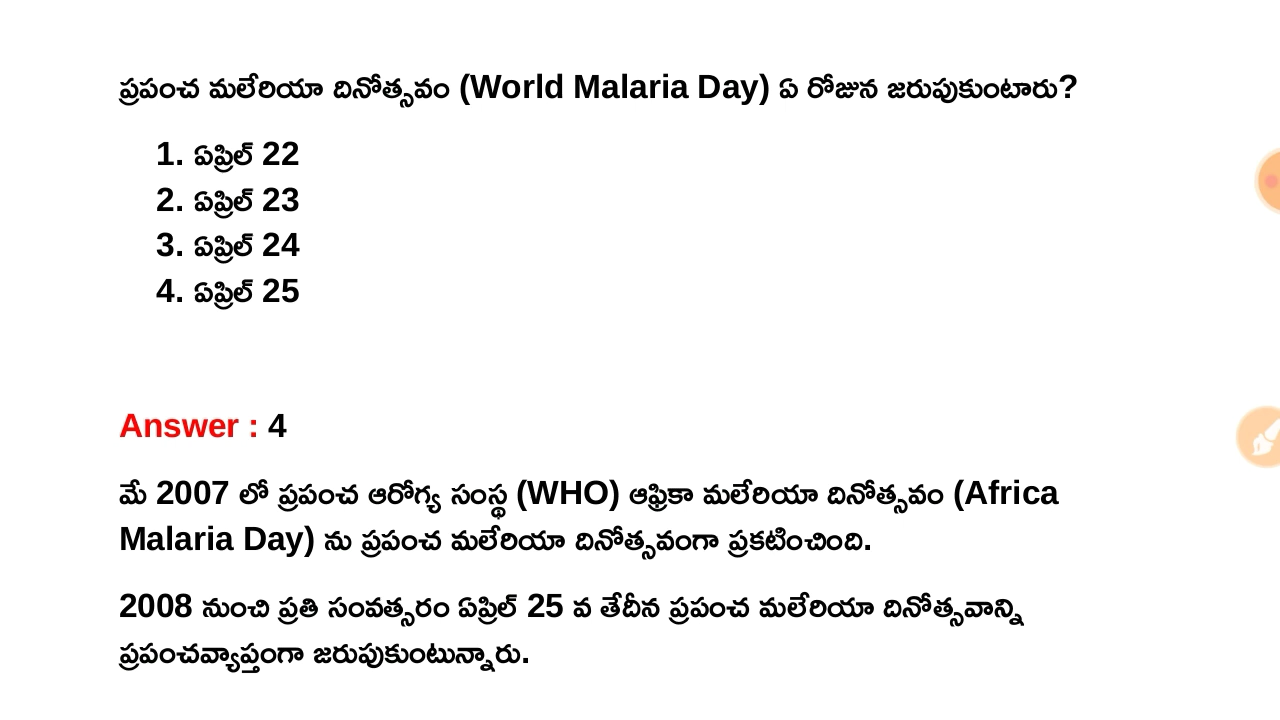 ప్రపంచ మలేరియా దినోత్సవం (World Malaria Day) ఏ రోజున జరుపుకుంటారు?
1. ఏప్రిల్ 22
2. ఏప్రిల్ 23
3. ఏప్రిల్ 24
4. ఏప్రిల్ 25
Answer : 4
మే 2007 లో ప్రపంచ ఆరోగ్య సంస్థ (WHO) ఆఫ్రికా మలేరియా దినోత్సవం (Africa
Malaria Day) ను ప్రపంచ మలేరియా దినోత్సవంగా ప్రకటించింది.
2008 నుంచి ప్రతి సంవత్సరం ఏప్రిల్ 25 వ తేదీన ప్రపంచ మలేరియా దినోత్సవాన్ని
ప్రపంచవ్యాప్తంగా జరుపుకుంటున్నారు.